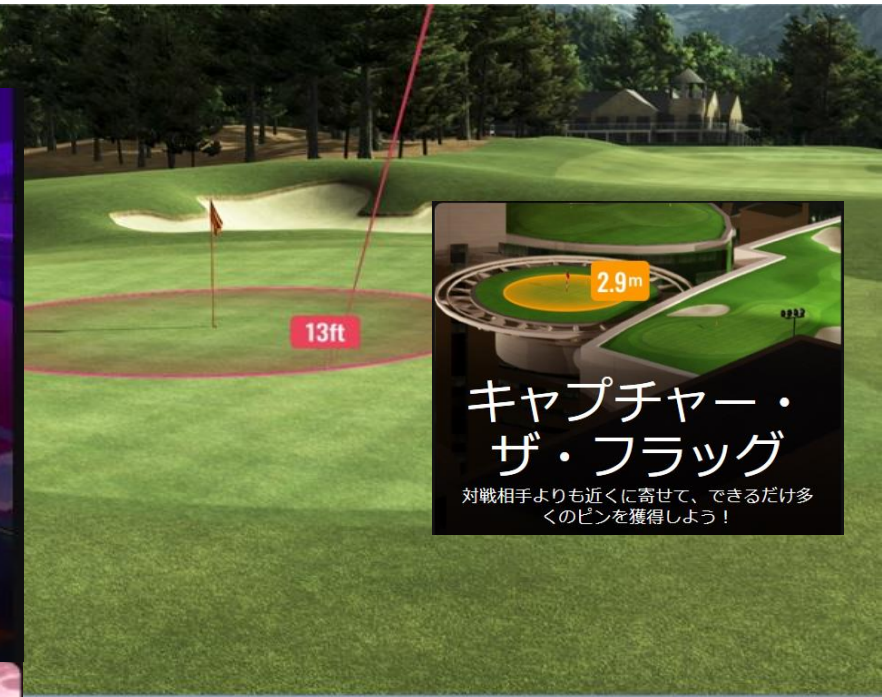 13ft
2.9m
キャプチャー・
ザ・フラッグ
対戦相手よりも近くに寄せて、できるだけ多
くのピンを獲得しよう！